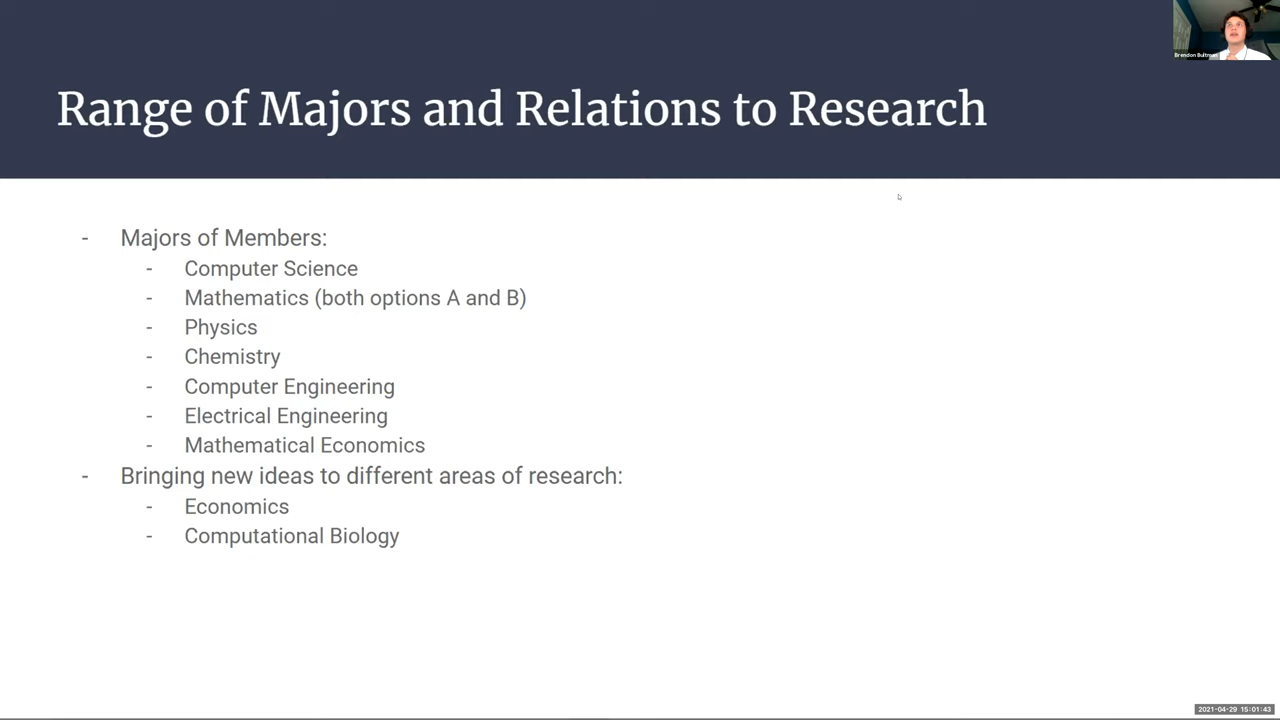 Brendon Bultman
Range of Majors and Relations to Research
- Majors of Members:
- Computer Science
- Mathematics (both options A and B)
- Physics
- Chemistry
- Computer Engineering
- Electrical Engineering
- Mathematical Economics
- Bringing new ideas to different areas of research:
- Economics
- Computational Biology
2021-04-29 15:01:43